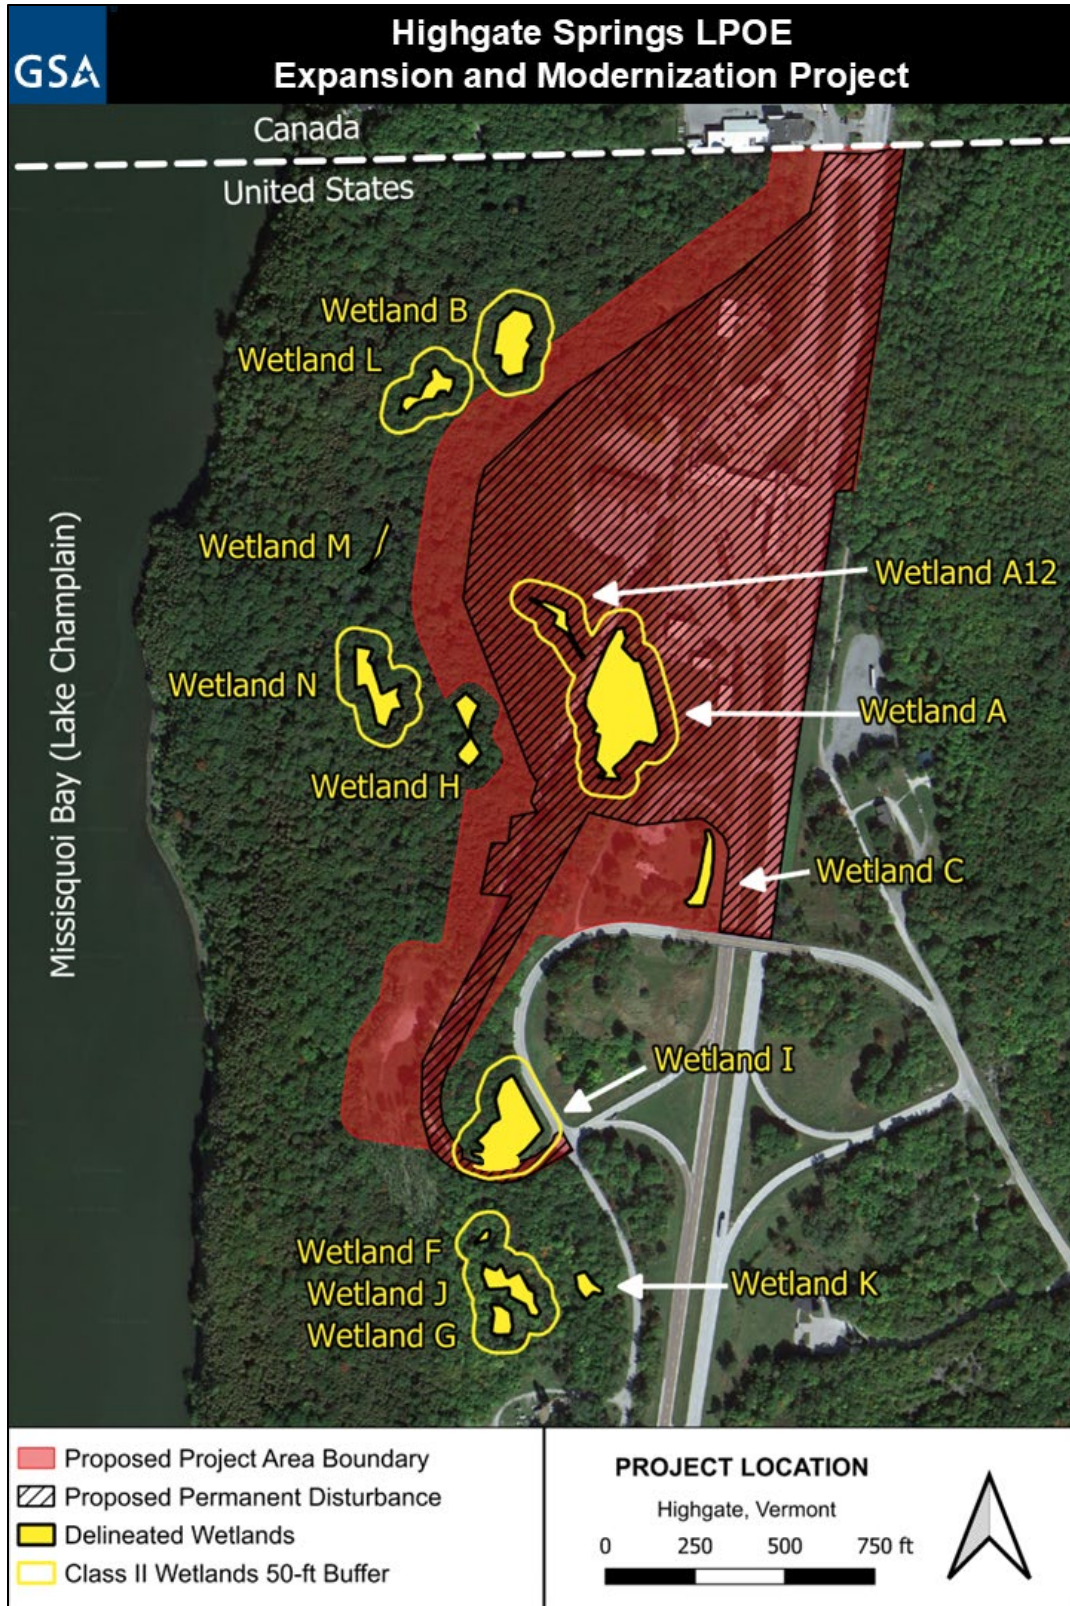 GSA
Highgate Springs LPOE
Expansion and Modernization Project
Canada
United States
Wetland B
Wetland L
Wetland M
Wetland A12
Wetland N
Wetland A
Wetland H
Wetland C
Missisquoi Bay (Lake Champlain)
Wetland I
Wetland F
Wetland J
Wetland K
Wetland G
Proposed Project Area Boundary
Proposed Permanent Disturbance
Delineated Wetlands
Class II Wetlands 50-ft Buffer
PROJECT LOCATION
Highgate, Vermont
0 250 500 750 ft